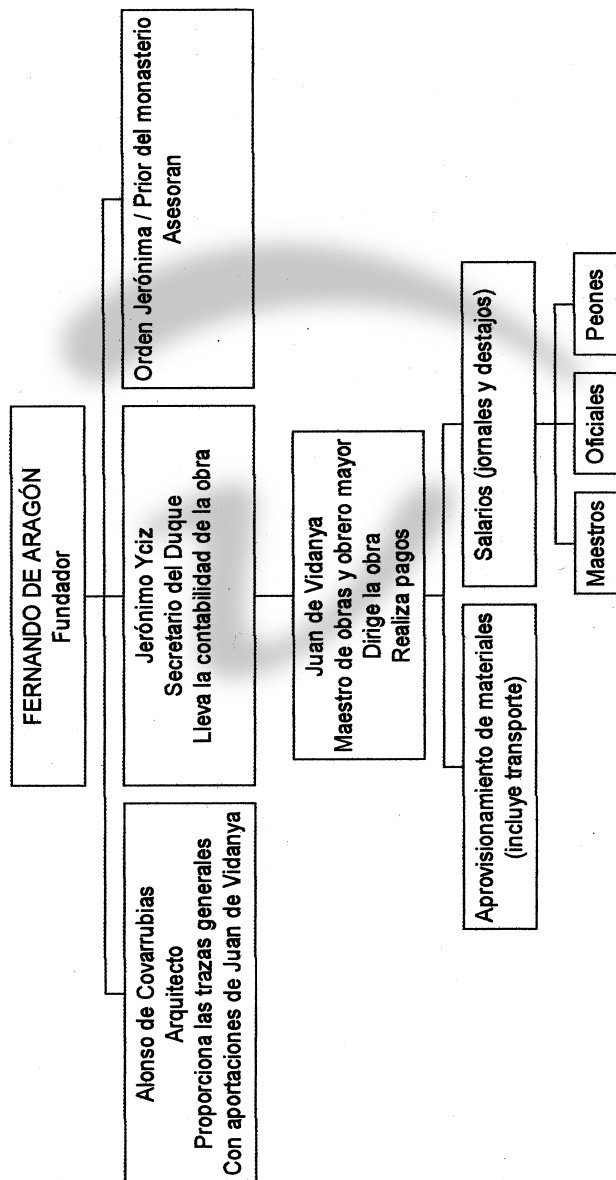 FERNANDO DE ARAGÓN
Fundador
Alonso de Covarrubias
Arquitecto
Proporciona las trazas generales
Con aportaciones de Juan de Vidanya
Jerónimo Yciz
Secretario del Duque
Lleva la contabilidad de la obra
Orden Jerónima / Prior del monasterio
Asesoran
Juan de Vidanya
Maestro de obras y obrero mayor
Dirige la obra
Realiza pagos
Aprovisionamiento de materiales
(incluye transporte)
Salarios (jornales y destajos)
Maestros
Oficiales
Peones